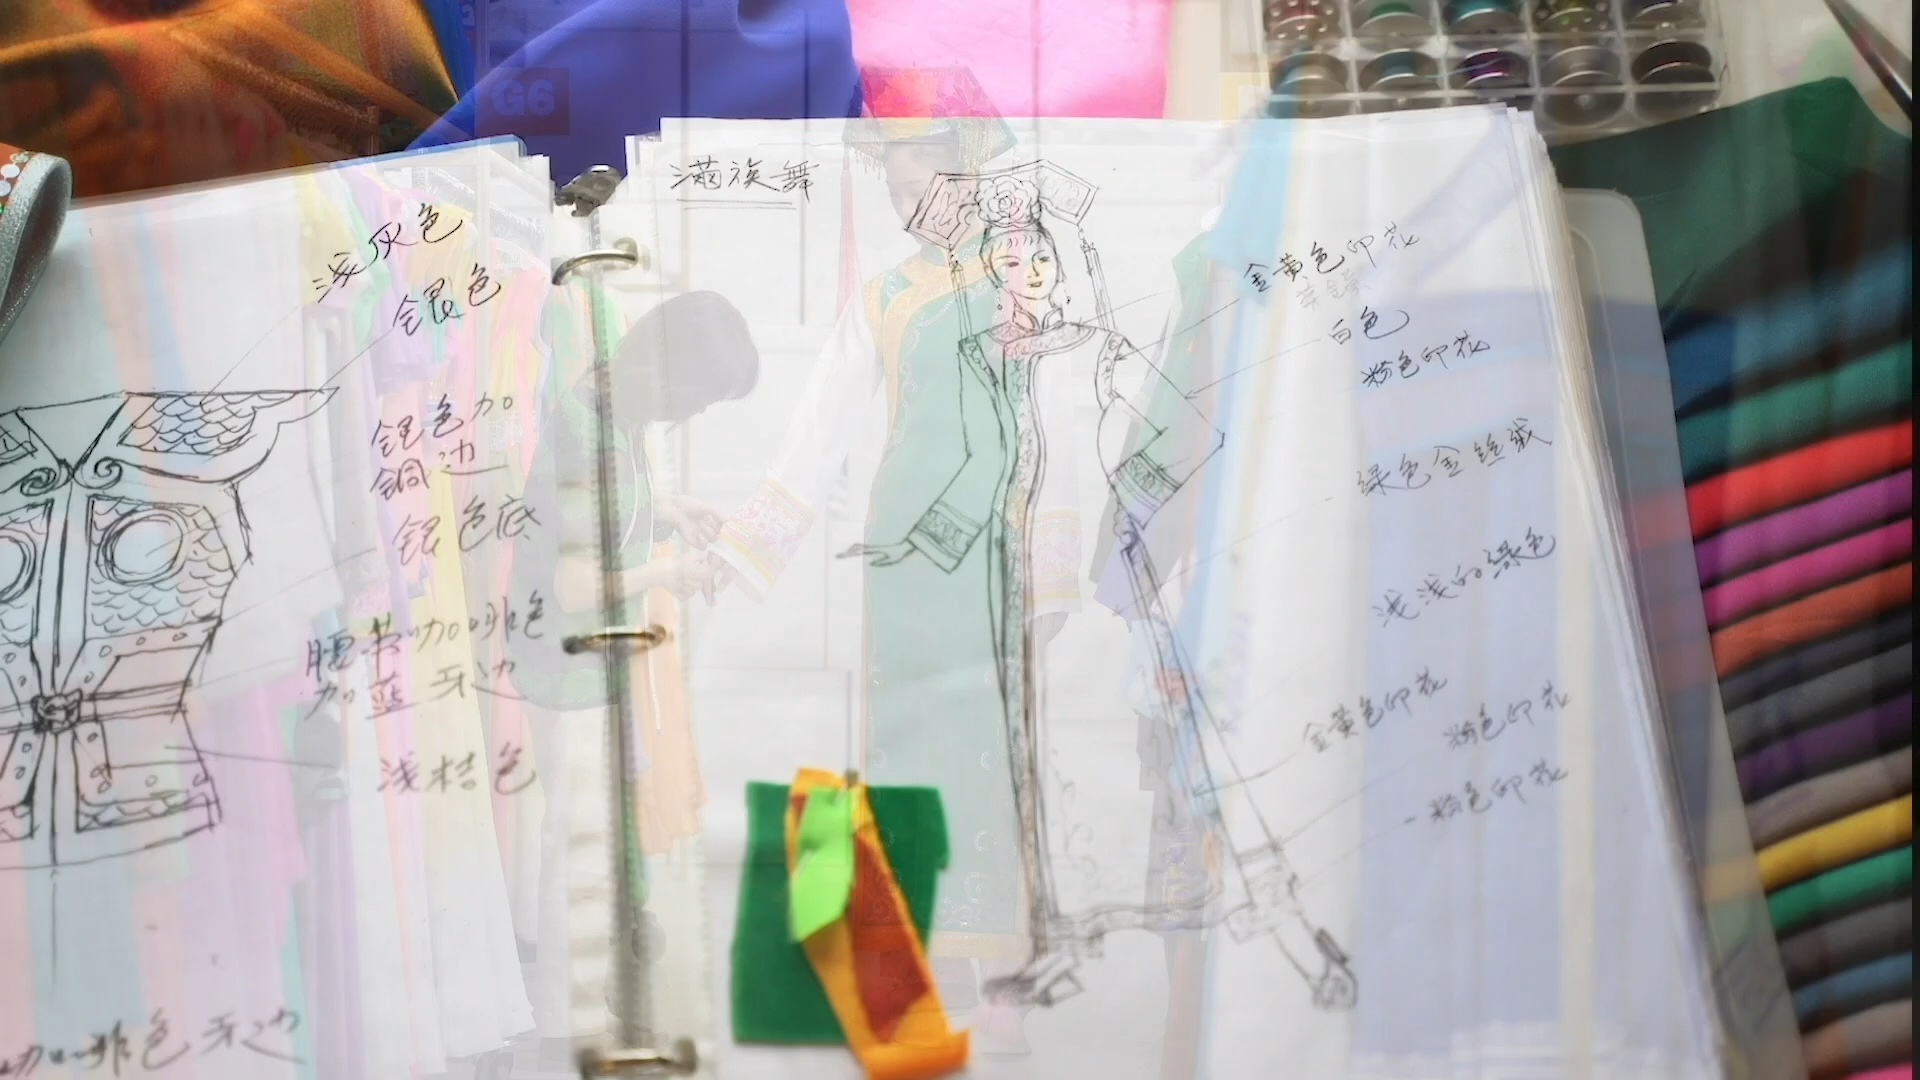 G6
浅灰色
银色
银色加
铜边
银色底
腰带咖啡色
加蓝牙边
浅桔色
咖啡色牙边
满族舞
金黄色印花
白色
粉色印花
绿色金丝绒
浅浅的绿色
金黄色印花
粉色印花
粉色印花